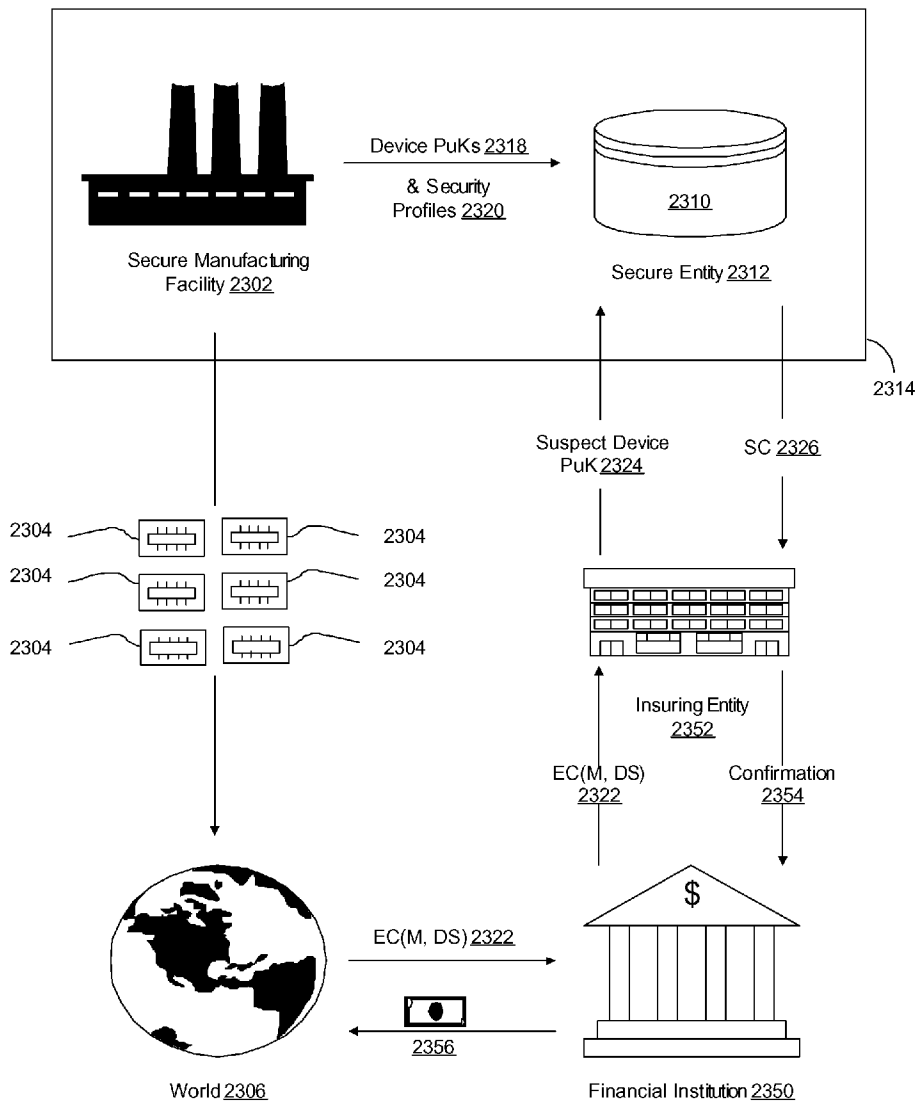 Device PuKs 2318
& Security
Profiles 2320
2310
Secure Manufacturing
Facility 2302
Secure Entity 2312
2314
Suspect Device
PuK 2324
SC 2326
2304
2304
2304
2304
2304
2304
Insuring Entity
2352
EC(M, DS)
2322
Confirmation
2354
$
EC(M, DS) 2322
2356
World 2306
Financial Institution 2350